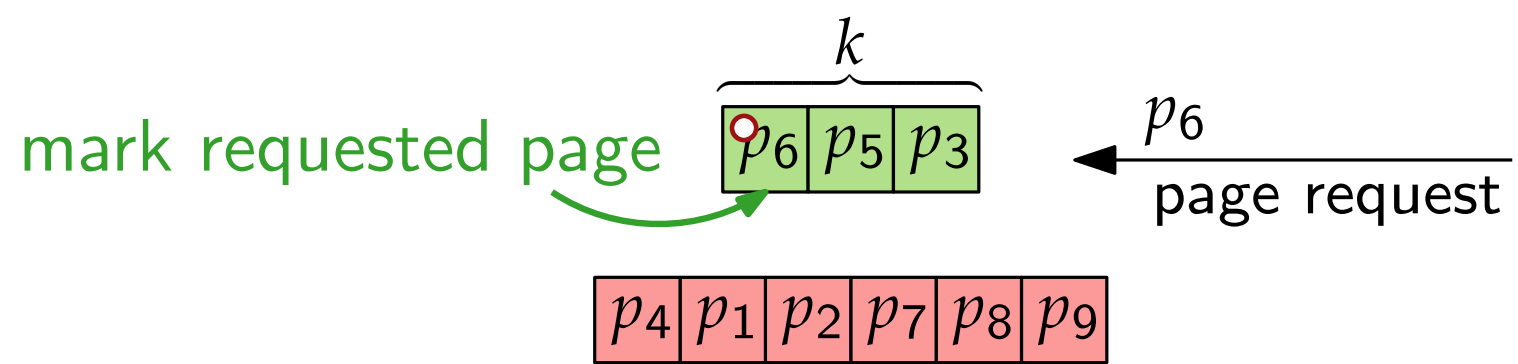 k
mark requested page
p6 p5 p3
p6
page request
p4 p1 p2 p7 p8 p9